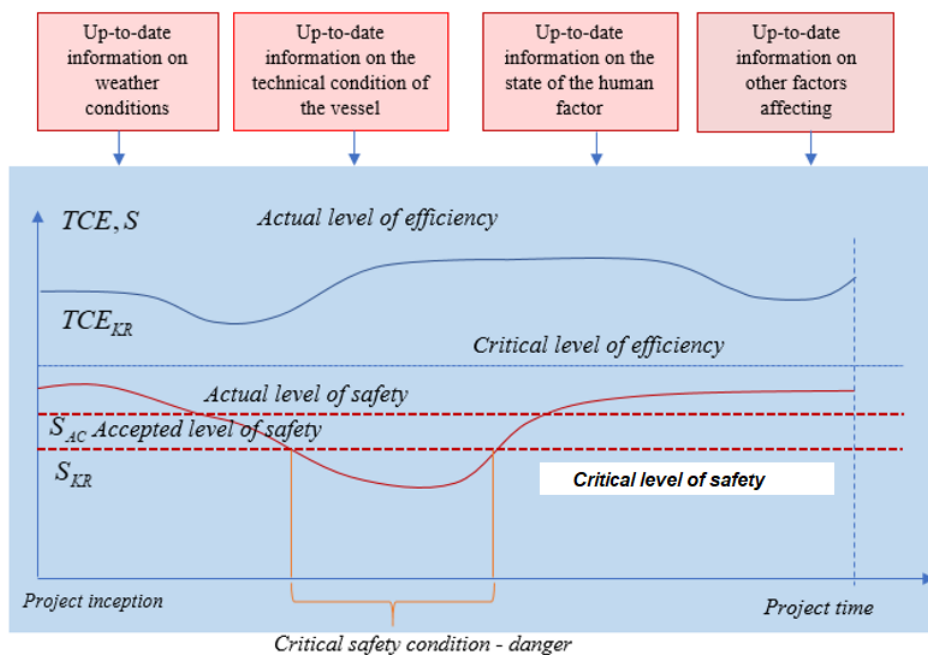 Up-to-date
information on
weather
conditions
Up-to-date
information on the
technical condition of
the vessel
Up-to-date
information on the
state of the human
factor
Up-to-date
information on
other factors
affecting
TCE, S
Actual level of efficiency
TCE_KR
Critical level of efficiency
Actual level of safety
S_AC Accepted level of safety
S_KR
Critical level of safety
Project inception
Project time
Critical safety condition - danger